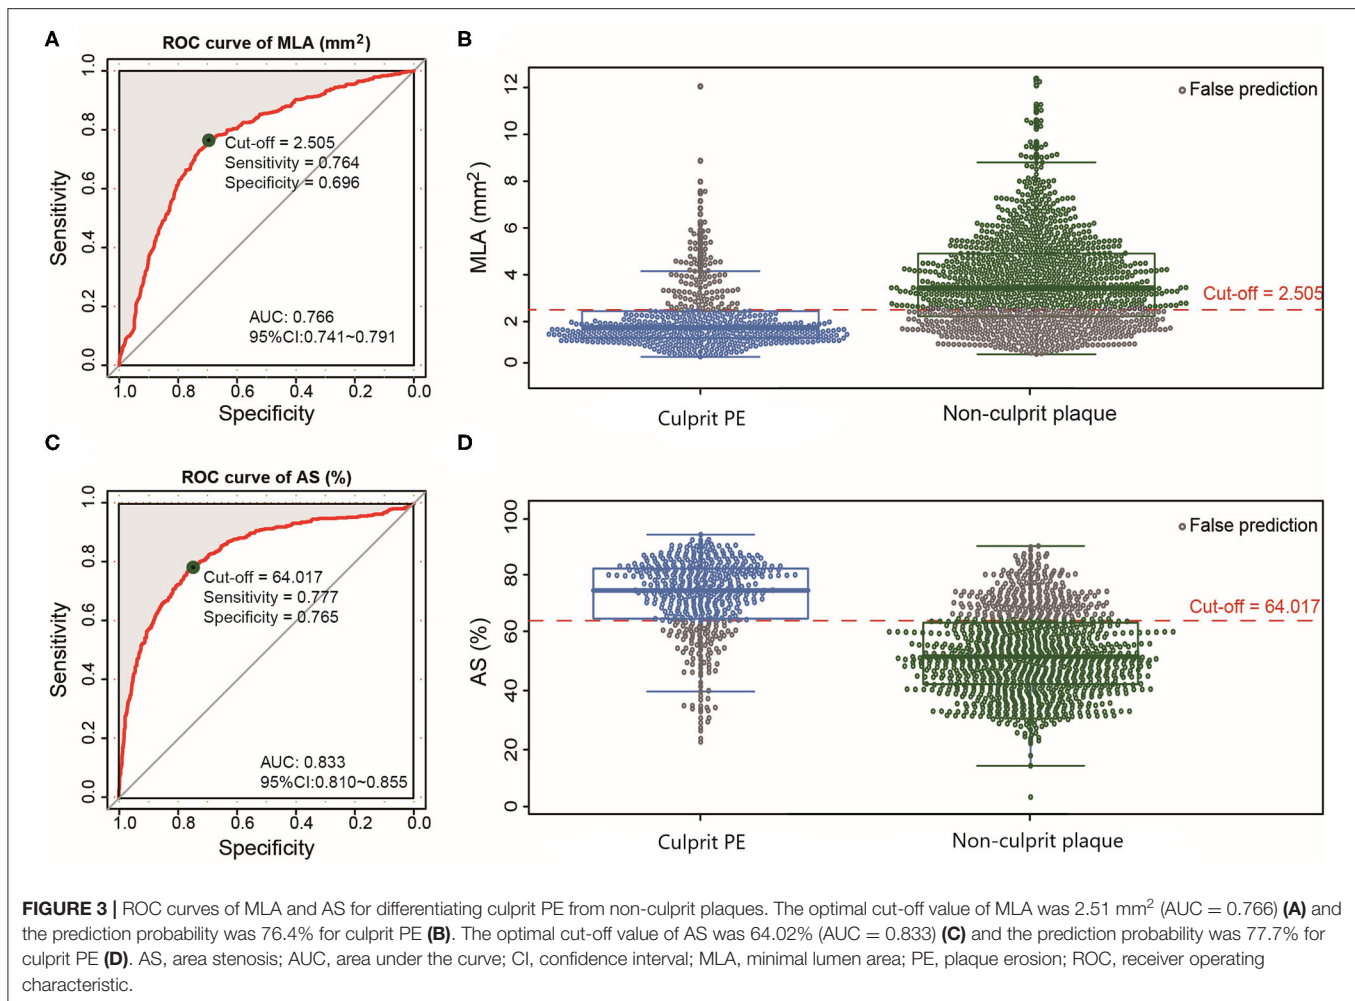 A
ROC curve of MLA (mm²)
Sensitivity
1.0
0.8
0.6
0.4
0.2
0.0
Cut-off = 2.505
Sensitivity = 0.764
Specificity = 0.696
AUC: 0.766
95%CI:0.741~0.791
1.0 0.8 0.6 0.4 0.2 0.0
Specificity
B
MLA (mm²)
12
10
8
6
4
2
0
False prediction
Cut-off = 2.505
Culprit PE Non-culprit plaque
C
ROC curve of AS (%)
Sensitivity
1.0
0.8
0.6
0.4
0.2
0.0
Cut-off = 64.017
Sensitivity = 0.777
Specificity = 0.765
AUC: 0.833
95%CI:0.810~0.855
1.0 0.8 0.6 0.4 0.2 0.0
Specificity
D
AS (%)
100
80
60
40
20
0
False prediction
Cut-off = 64.017
Culprit PE Non-culprit plaque
FIGURE 3 | ROC curves of MLA and AS for differentiating culprit PE from non-culprit plaques. The optimal cut-off value of MLA was 2.51 mm² (AUC = 0.766) (A) and
the prediction probability was 76.4% for culprit PE (B). The optimal cut-off value of AS was 64.02% (AUC = 0.833) (C) and the prediction probability was 77.7% for
culprit PE (D). AS, area stenosis; AUC, area under the curve; CI, confidence interval; MLA, minimal lumen area; PE, plaque erosion; ROC, receiver operating
characteristic.